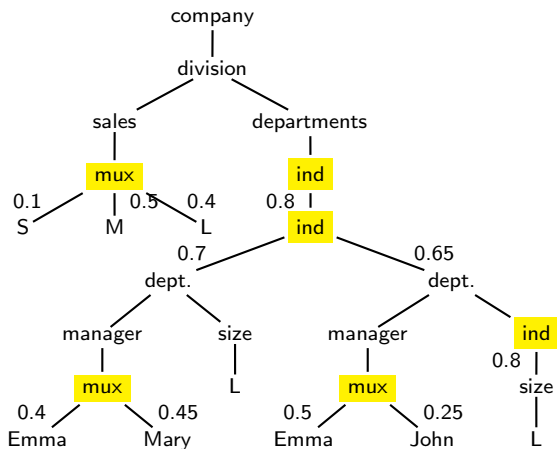 company
division
sales departments
mux ind
0.1 0.5 0.4 0.8
S M L ind
0.7 0.65
dept. dept.
manager size manager ind
mux L mux 0.8 size
0.4 0.45 0.5 0.25
Emma Mary Emma John L